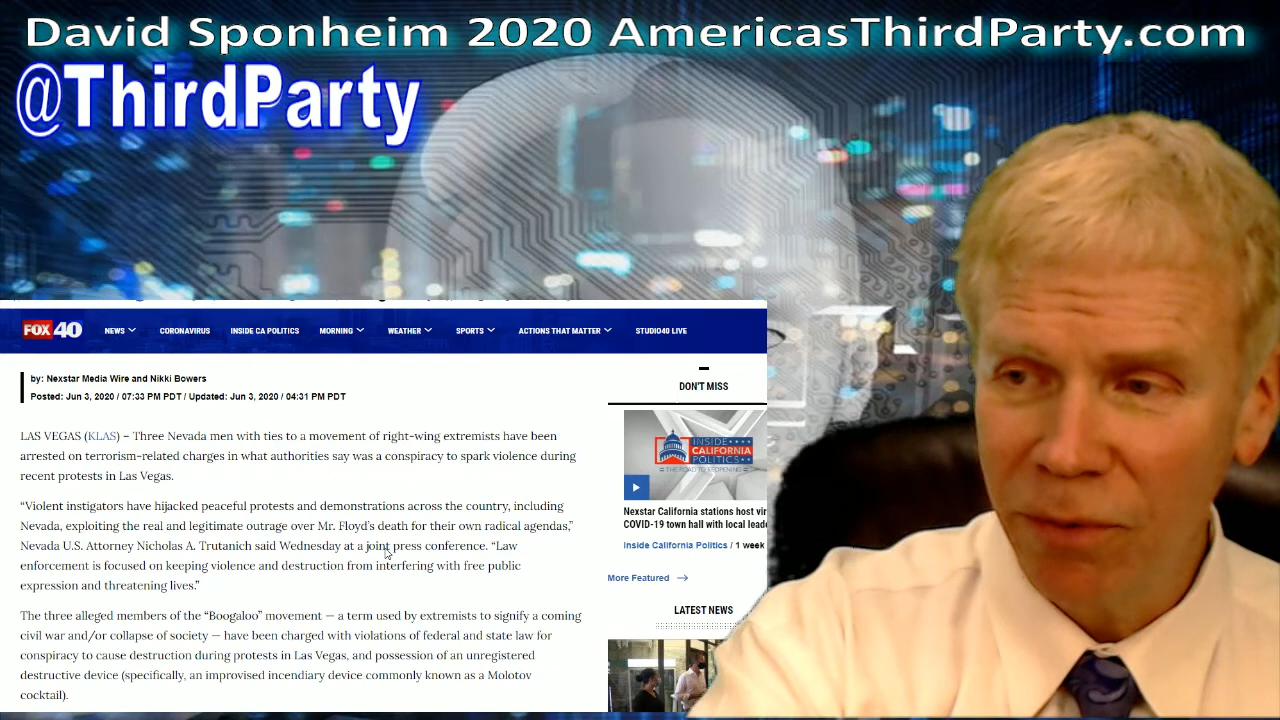 David Sponheim 2020 AmericasThirdParty.com
@ThirdParty
FOX 40 NEWS CORONAVIRUS INSIDE CA POLITICS MORNING WEATHER SPORTS ACTIONS THAT MATTER STUDIO40 LIVE
by: Nexstar Media Wire and Nikki Bowers
Posted: Jun 3, 2020 / 07:33 PM PDT / Updated: Jun 3, 2020 / 04:31 PM PDT
LAS VEGAS (KLAS) – Three Nevada men with ties to a movement of right-wing extremists have been
arrested on terrorism-related charges in what authorities say was a conspiracy to spark violence during
recent protests in Las Vegas.
“Violent instigators have hijacked peaceful protests and demonstrations across the country, including
Nevada, exploiting the real and legitimate outrage over Mr. Floyd’s death for their own radical agendas,”
Nevada U.S. Attorney Nicholas A. Trutanich said Wednesday at a joint press conference. “Law
enforcement is focused on keeping violence and destruction from interfering with free public
expression and threatening lives.”
The three alleged members of the “Boogaloo” movement — a term used by extremists to signify a coming
civil war and/or collapse of society — have been charged with violations of federal and state law for
conspiracy to cause destruction during protests in Las Vegas, and possession of an unregistered
destructive device (specifically, an improvised incendiary device commonly known as a Molotov
cocktail).
DON'T MISS
INSIDE
CALIFORNIA
POLITICS
THE ROAD TO REOPENING
Nexstar California stations host vir
COVID-19 town hall with local lead
Inside California Politics / 1 week
More Featured
LATEST NEWS